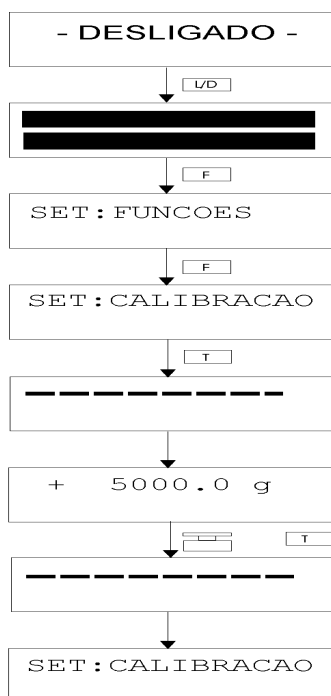 - DESLIGADO -
L/D
F
SET:FUNCOES
F
SET:CALIBRACAO
T
+ 5000.0 g
T
SET:CALIBRACAO